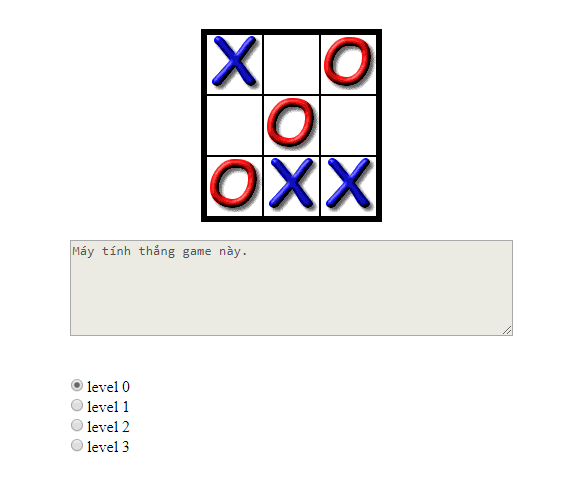 X O
O
O X X
Máy tính thắng game này.
level 0
level 1
level 2
level 3